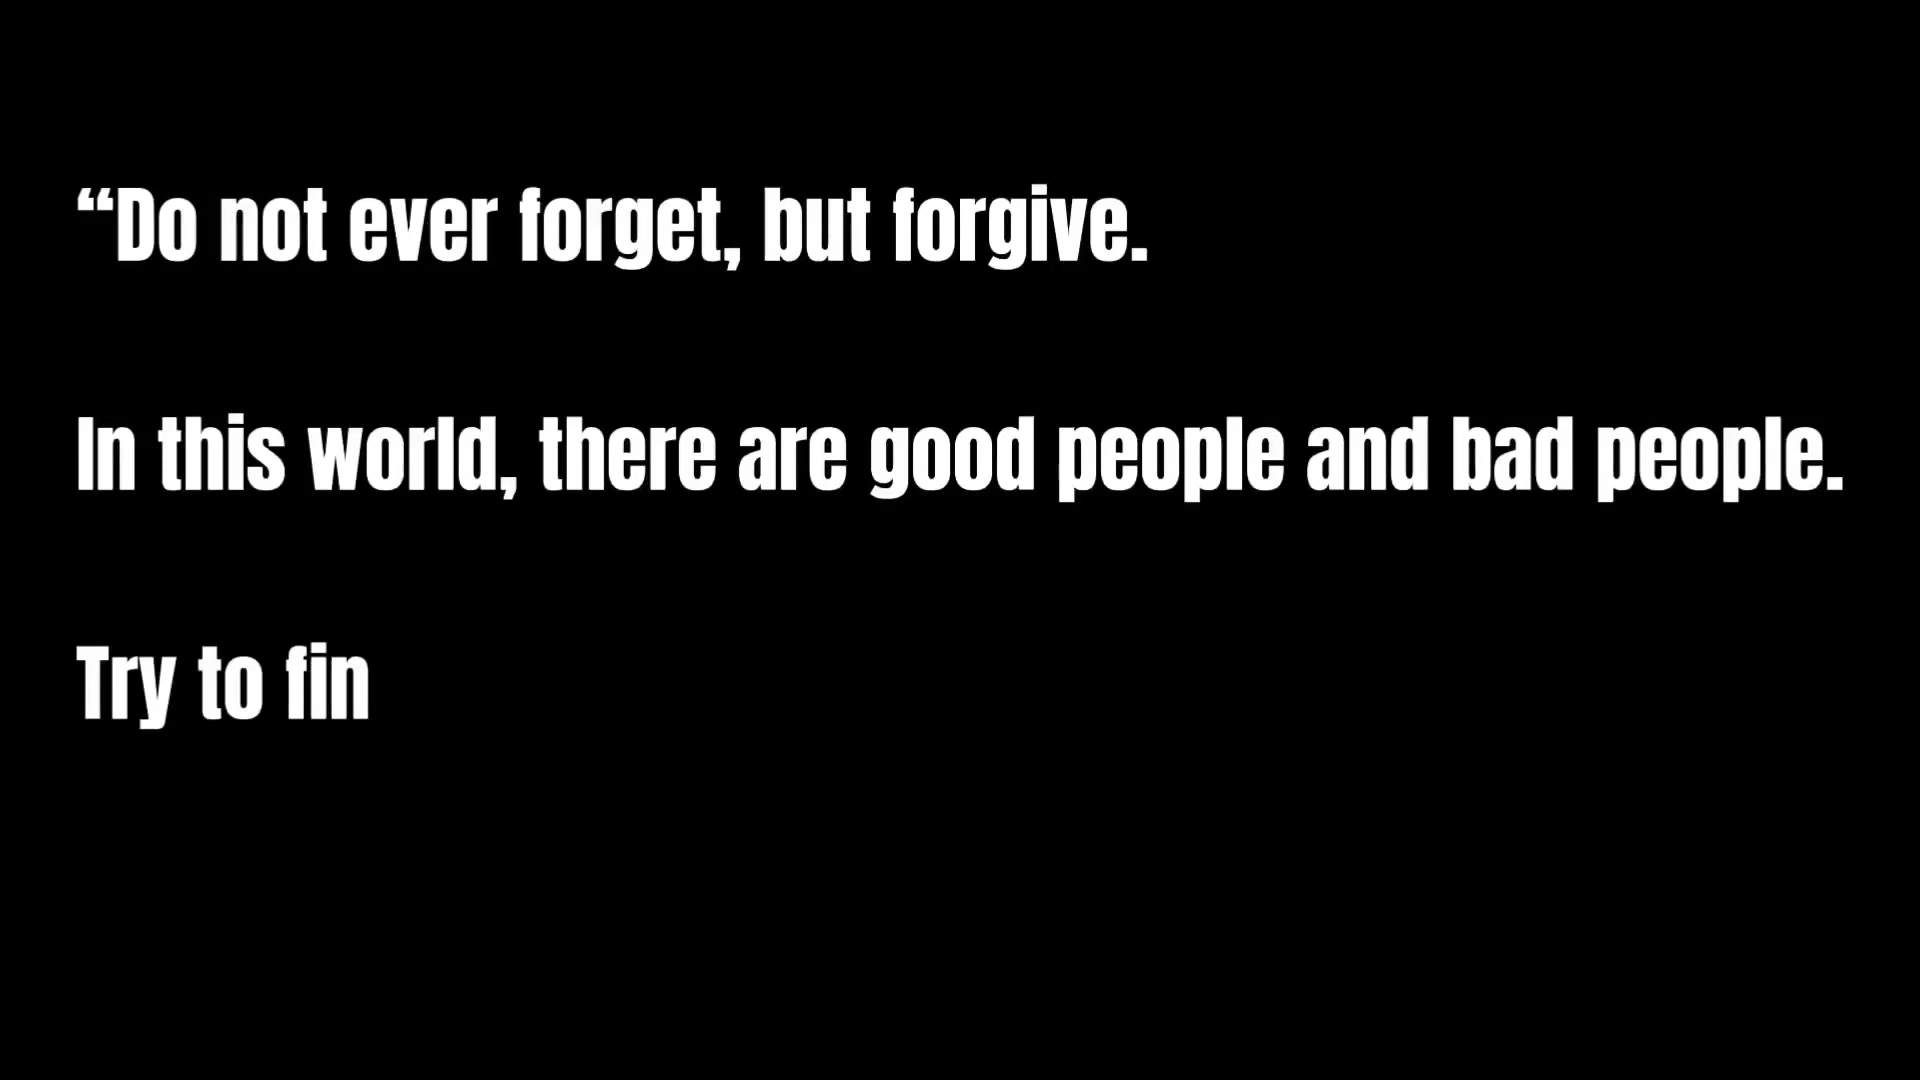 “Do not ever forget, but forgive.
In this world, there are good people and bad people.
Try to fin